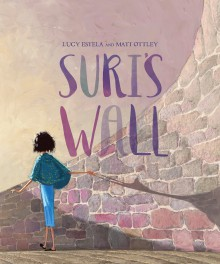 LUCY ESTELA AND MATT OTTLEY
SURI'S
WALL